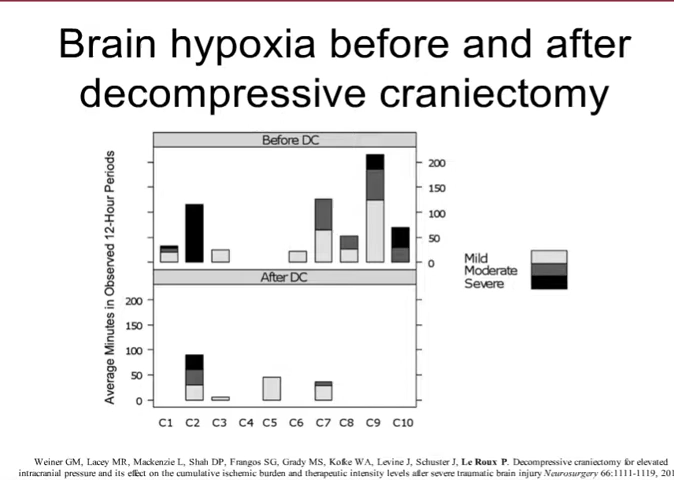 Brain hypoxia before and after
decompressive craniectomy
Before DC
Average Minutes in Observed 12-Hour Periods
200
150
100
50
0
Mild
Moderate
Severe
After DC
200
150
100
50
0
C1 C2 C3 C4 C5 C6 C7 C8 C9 C10
Weiner GM, Lacey MR, Mackenzie L, Shah DP, Frangos SG, Grady MS, Kofke WA, Levine J, Schuster J, Le Roux P. Decompressive craniectomy for elevated
intracranial pressure and its effect on the cumulative ischemic burden and therapeutic intensity levels after severe traumatic brain injury Neurosurgery 66:1111-1119,